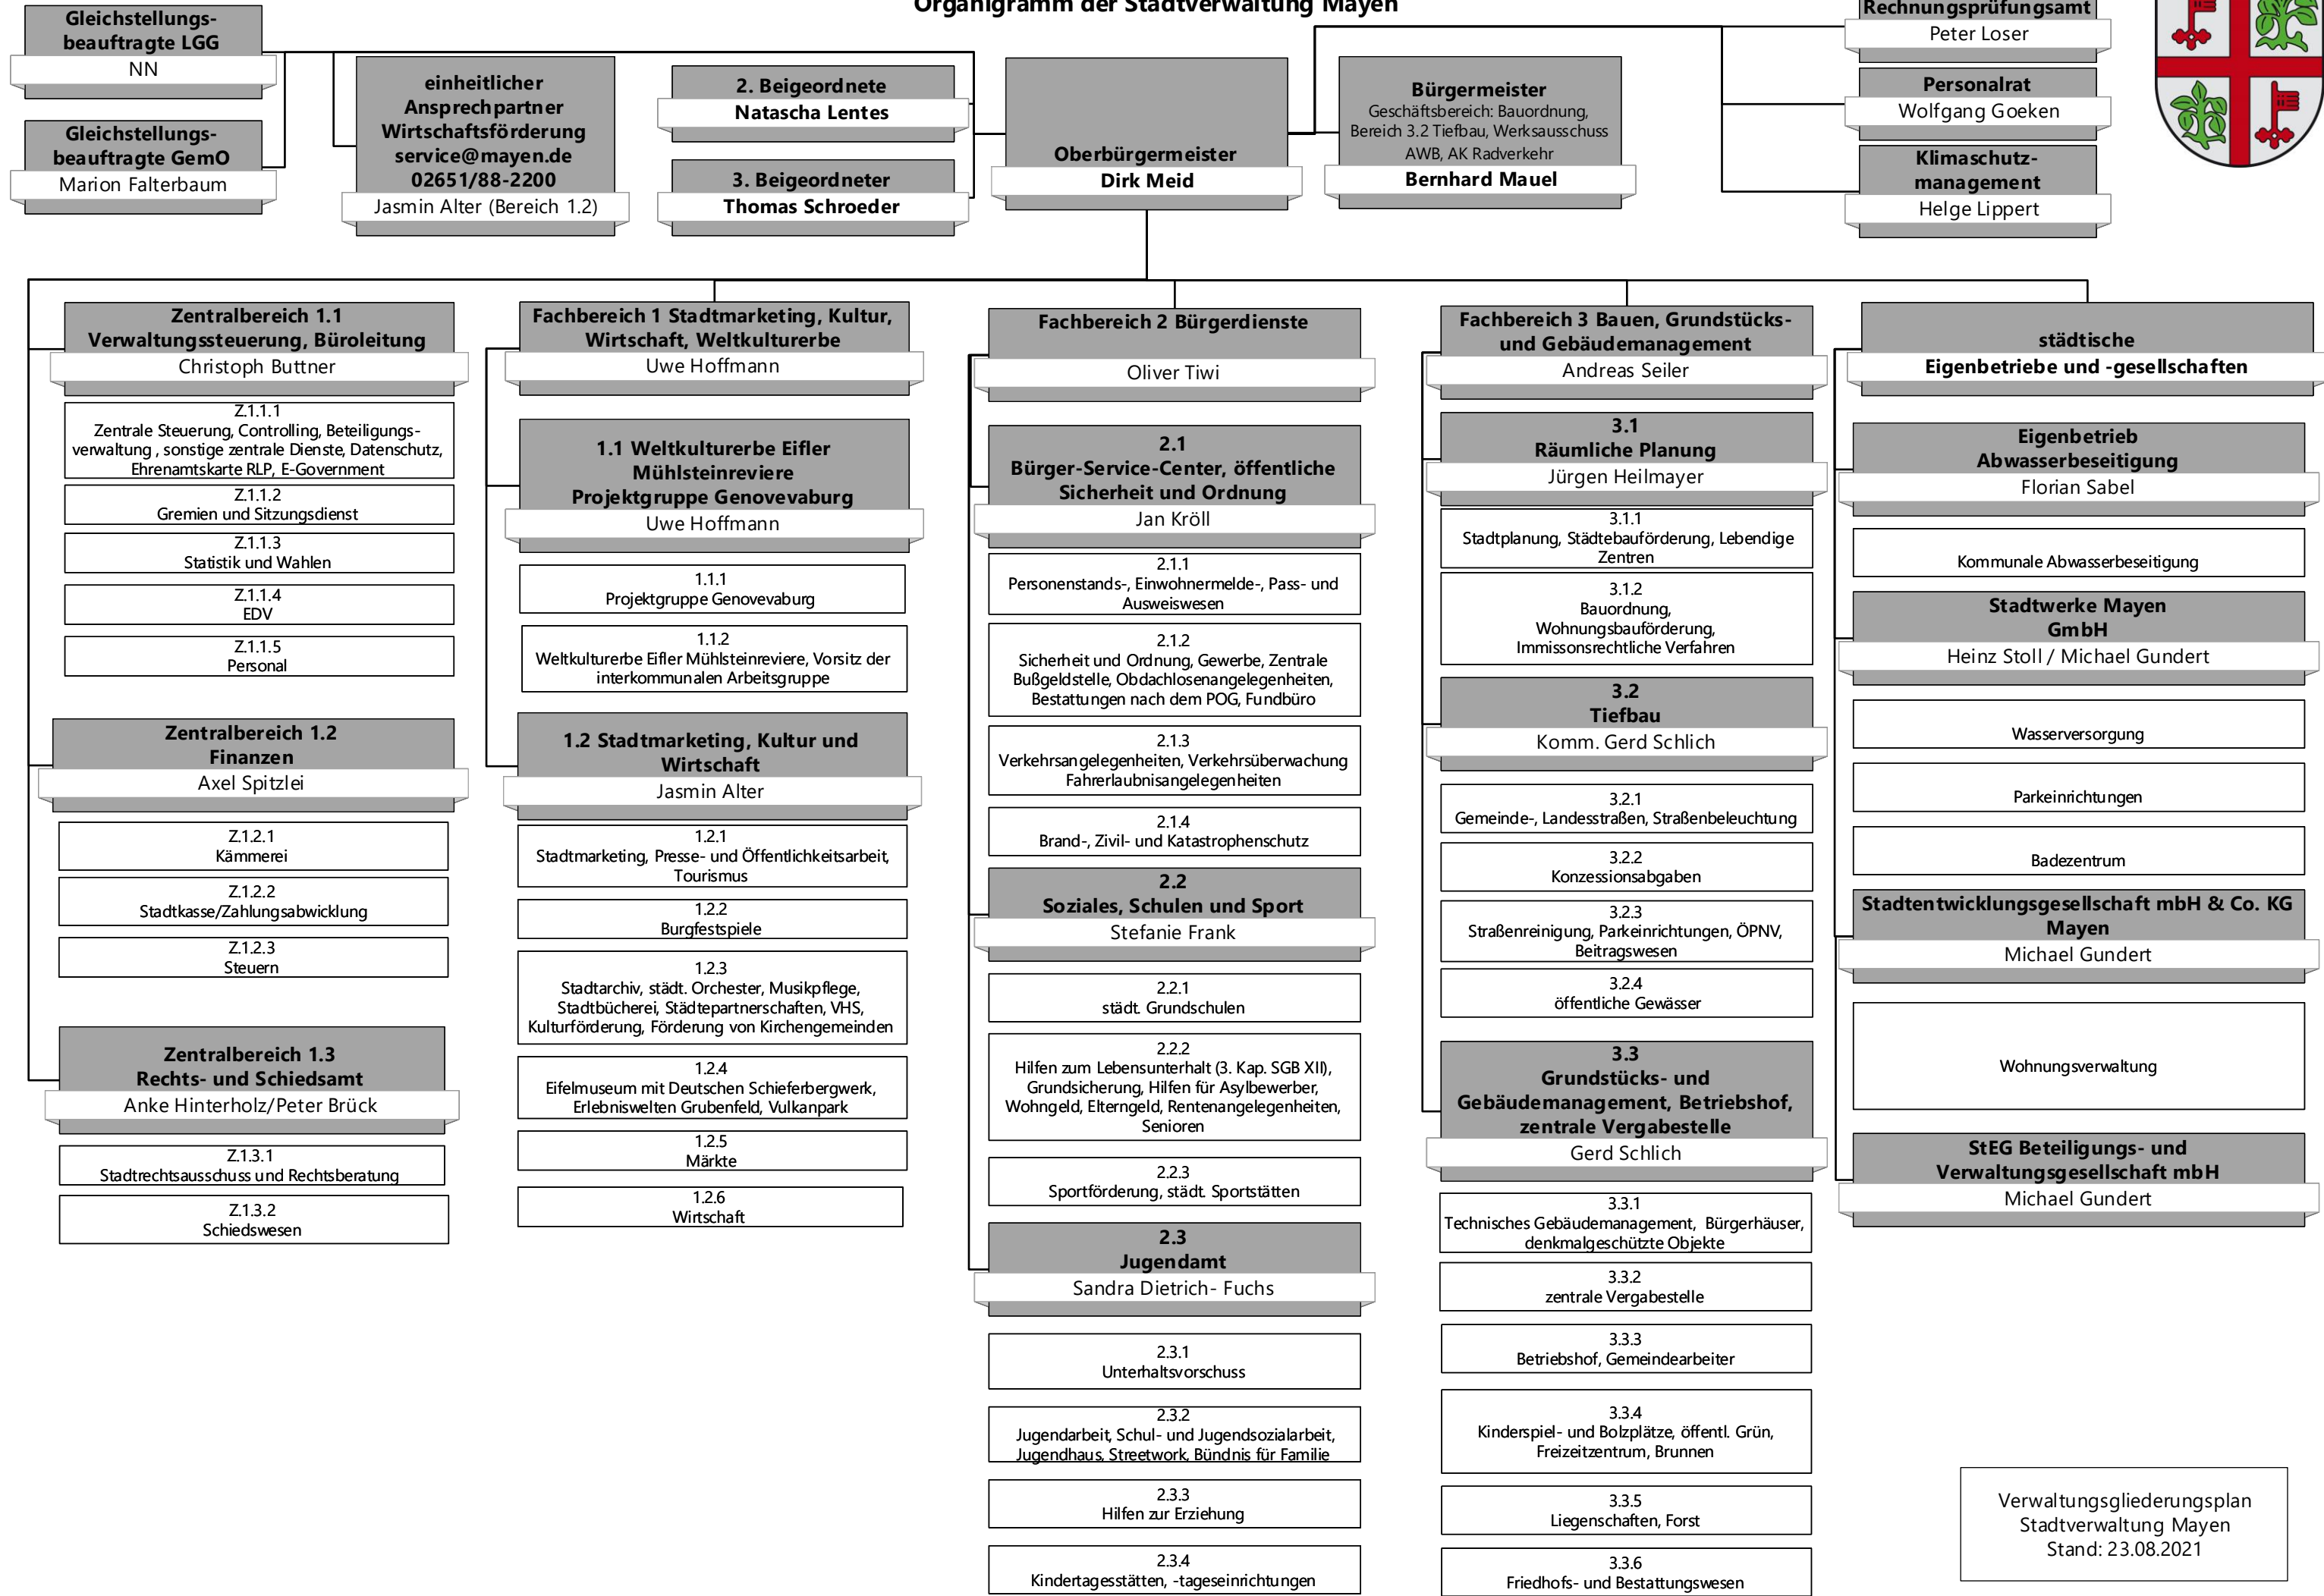 Organigramm der Stadtverwaltung Mayen
Gleichstellungs-
beauftragte LGG
NN
Gleichstellungs-
beauftragte GemO
Marion Falterbaum
einheitlicher
Ansprechpartner
Wirtschaftsförderung
service@mayen.de
02651/88-2200
Jasmin Alter (Bereich 1.2)
2. Beigeordnete
Natascha Lentes
3. Beigeordneter
Thomas Schroeder
Oberbürgermeister
Dirk Meid
Bürgermeister
Geschäftsbereich: Bauordnung,
Bereich 3.2 Tiefbau, Werksausschuss
AWB, AK Radverkehr
Bernhard Mauel
Rechnungsprüfungsamt
Peter Loser
Personalrat
Wolfgang Goeken
Klimaschutz-
management
Helge Lippert
Zentralbereich 1.1
Verwaltungssteuerung, Büroleitung
Christoph Buttner
Z.1.1.1
Zentrale Steuerung, Controlling, Beteiligungs-
verwaltung , sonstige zentrale Dienste, Datenschutz,
Ehrenamtskarte RLP, E-Government
Z.1.1.2
Gremien und Sitzungsdienst
Z.1.1.3
Statistik und Wahlen
Z.1.1.4
EDV
Z.1.1.5
Personal
Zentralbereich 1.2
Finanzen
Axel Spitzlei
Z.1.2.1
Kämmerei
Z.1.2.2
Stadtkasse/Zahlungsabwicklung
Z.1.2.3
Steuern
Zentralbereich 1.3
Rechts- und Schiedsamt
Anke Hinterholz/Peter Brück
Z.1.3.1
Stadtrechtsausschuss und Rechtsberatung
Z.1.3.2
Schiedswesen
Fachbereich 1 Stadtmarketing, Kultur,
Wirtschaft, Weltkulturerbe
Uwe Hoffmann
1.1 Weltkulturerbe Eifler
Mühlsteinreviere
Projektgruppe Genovevaburg
Uwe Hoffmann
1.1.1
Projektgruppe Genovevaburg
1.1.2
Weltkulturerbe Eifler Mühlsteinreviere, Vorsitz der
interkommunalen Arbeitsgruppe
1.2 Stadtmarketing, Kultur und
Wirtschaft
Jasmin Alter
1.2.1
Stadtmarketing, Presse- und Öffentlichkeitsarbeit,
Tourismus
1.2.2
Burgfestspiele
1.2.3
Stadtarchiv, städt. Orchester, Musikpflege,
Stadtbücherei, Städtepartnerschaften, VHS,
Kulturförderung, Förderung von Kirchengemeinden
1.2.4
Eifelmuseum mit Deutschen Schieferbergwerk,
Erlebniswelten Grubenfeld, Vulkanpark
1.2.5
Märkte
1.2.6
Wirtschaft
Fachbereich 2 Bürgerdienste
Oliver Tiwi
2.1
Bürger-Service-Center, öffentliche
Sicherheit und Ordnung
Jan Kröll
2.1.1
Personenstands-, Einwohnermelde-, Pass- und
Ausweiswesen
2.1.2
Sicherheit und Ordnung, Gewerbe, Zentrale
Bußgeldstelle, Obdachlosenangelegenheiten,
Bestattungen nach dem POG, Fundbüro
2.1.3
Verkehrsangelegenheiten, Verkehrsüberwachung
Fahrerlaubnisangelegenheiten
2.1.4
Brand-, Zivil- und Katastrophenschutz
2.2
Soziales, Schulen und Sport
Stefanie Frank
2.2.1
städt. Grundschulen
2.2.2
Hilfen zum Lebensunterhalt (3. Kap. SGB XII),
Grundsicherung, Hilfen für Asylbewerber,
Wohngeld, Elterngeld, Rentenangelegenheiten,
Senioren
2.2.3
Sportförderung, städt. Sportstätten
2.3
Jugendamt
Sandra Dietrich- Fuchs
2.3.1
Unterhaltsvorschuss
2.3.2
Jugendarbeit, Schul- und Jugendsozialarbeit,
Jugendhaus, Streetwork, Bündnis für Familie
2.3.3
Hilfen zur Erziehung
2.3.4
Kindertagesstätten, -tageseinrichtungen
Fachbereich 3 Bauen, Grundstücks-
und Gebäudemanagement
Andreas Seiler
3.1
Räumliche Planung
Jürgen Heilmayer
3.1.1
Stadtplanung, Städtebauförderung, Lebendige
Zentren
3.1.2
Bauordnung,
Wohnungsbauförderung,
Immissonsrechtliche Verfahren
3.2
Tiefbau
Komm. Gerd Schlich
3.2.1
Gemeinde-, Landesstraßen, Straßenbeleuchtung
3.2.2
Konzessionsabgaben
3.2.3
Straßenreinigung, Parkeinrichtungen, ÖPNV,
Beitragswesen
3.2.4
öffentliche Gewässer
3.3
Grundstücks- und
Gebäudemanagement, Betriebshof,
zentrale Vergabestelle
Gerd Schlich
3.3.1
Technisches Gebäudemanagement, Bürgerhäuser,
denkmalgeschützte Objekte
3.3.2
zentrale Vergabestelle
3.3.3
Betriebshof, Gemeindearbeiter
3.3.4
Kinderspiel- und Bolzplätze, öffentl. Grün,
Freizeitzentrum, Brunnen
3.3.5
Liegenschaften, Forst
3.3.6
Friedhofs- und Bestattungswesen
städtische
Eigenbetriebe und -gesellschaften
Eigenbetrieb
Abwasserbeseitigung
Florian Sabel
Kommunale Abwasserbeseitigung
Stadtwerke Mayen
GmbH
Heinz Stoll / Michael Gundert
Wasserversorgung
Parkeinrichtungen
Badezentrum
Stadtentwicklungsgesellschaft mbH & Co. KG
Mayen
Michael Gundert
Wohnungsverwaltung
StEG Beteiligungs- und
Verwaltungsgesellschaft mbH
Michael Gundert
Verwaltungsgliederungsplan
Stadtverwaltung Mayen
Stand: 23.08.2021